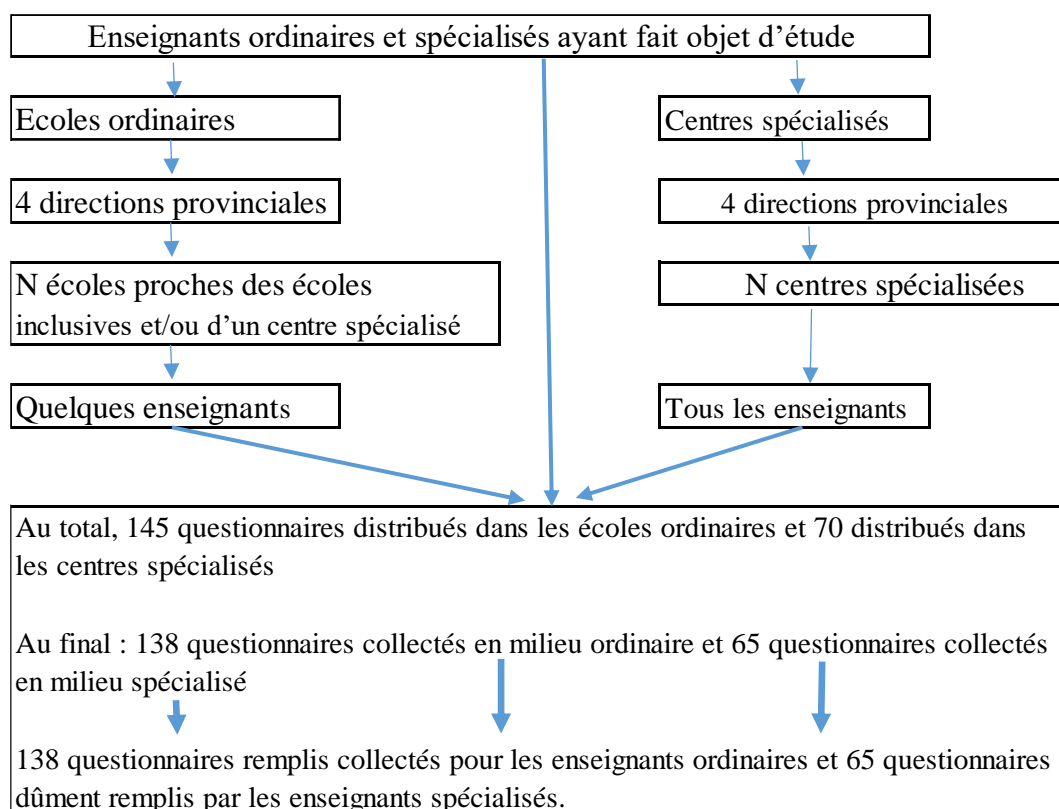 Enseignants ordinaires et spécialisés ayant fait objet d’étude
Ecoles ordinaires
Centres spécialisés
4 directions provinciales
4 directions provinciales
N écoles proches des écoles
inclusives et/ou d’un centre spécialisé
N centres spécialisées
Quelques enseignants
Tous les enseignants
Au total, 145 questionnaires distribués dans les écoles ordinaires et 70 distribués dans
les centres spécialisés
Au final : 138 questionnaires collectés en milieu ordinaire et 65 questionnaires collectés
en milieu spécialisé
138 questionnaires remplis collectés pour les enseignants ordinaires et 65 questionnaires
dûment remplis par les enseignants spécialisés.